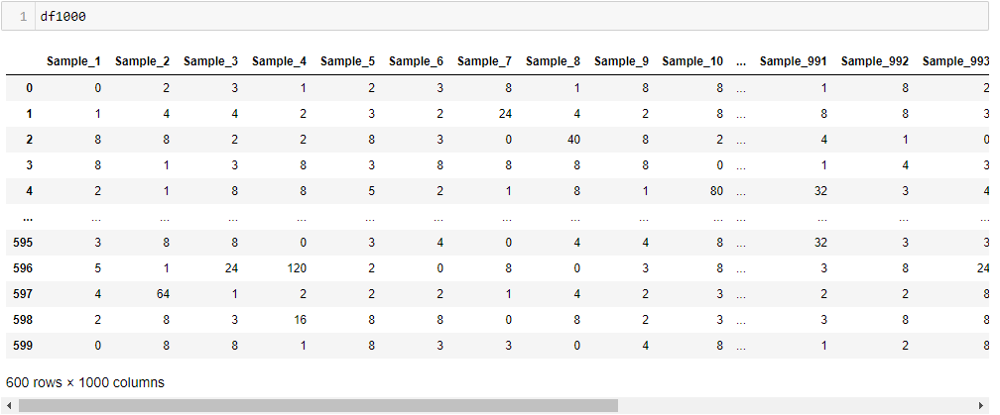 1 df1000
Sample_1 Sample_2 Sample_3 Sample_4 Sample_5 Sample_6 Sample_7 Sample_8 Sample_9 Sample_10 ... Sample_991 Sample_992 Sample_993
0 0 2 3 1 2 3 8 1 8 8 ... 1 8 2
1 1 4 4 2 3 2 24 4 2 8 ... 8 8 3
2 8 8 2 2 8 3 0 40 8 2 ... 4 1 0
3 8 1 3 8 3 8 8 8 8 0 ... 1 4 3
4 2 1 8 8 5 2 1 8 1 80 ... 32 3 4
... ... ... ... ... ... ... ... ... ... ... ... ... ... ...
595 3 8 8 0 3 4 0 4 4 8 ... 32 3 3
596 5 1 24 120 2 0 8 0 3 8 ... 3 8 24
597 4 64 1 2 2 2 1 4 2 3 ... 2 2 8
598 2 8 3 16 8 8 0 8 2 3 ... 3 8 8
599 0 8 8 1 8 3 3 0 4 8 ... 1 2 8
600 rows × 1000 columns